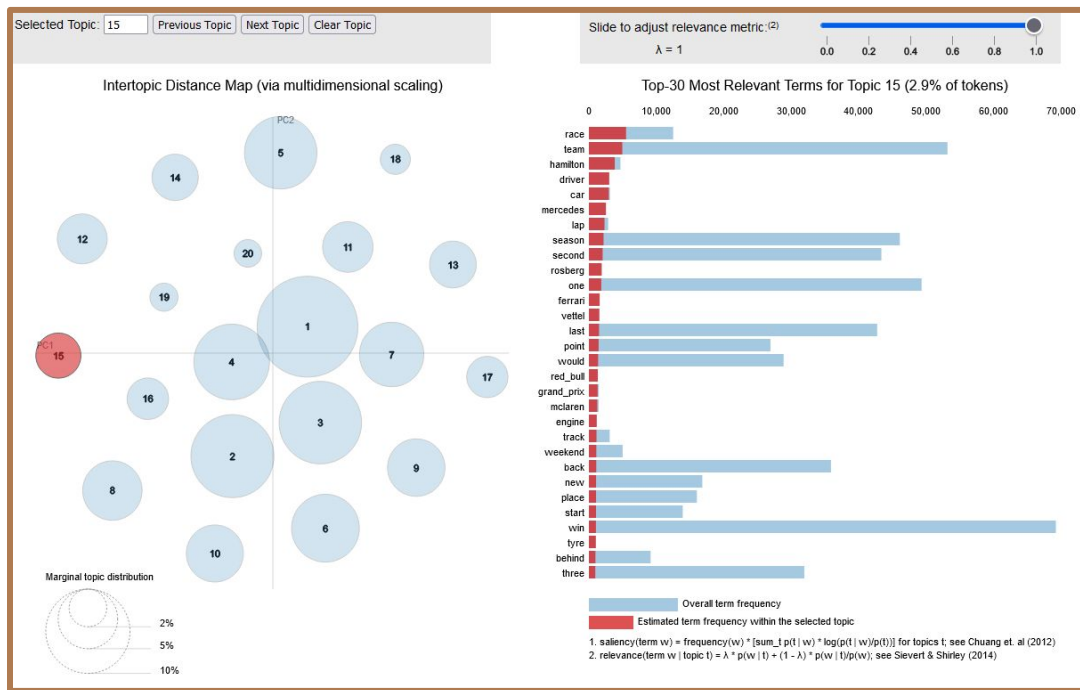 Selected Topic: 15 Previous Topic Next Topic Clear Topic
Slide to adjust relevance metric:(2)
λ = 1
0.0 0.2 0.4 0.6 0.8 1.0
Intertopic Distance Map (via multidimensional scaling)
PC2
5
18
14
12
20
11
13
19
1
PC1
15
4
7
17
16
3
2
9
8
6
10
Marginal topic distribution
2%
5%
10%
Top-30 Most Relevant Terms for Topic 15 (2.9% of tokens)
0 10,000 20,000 30,000 40,000 50,000 60,000 70,000
race
team
hamilton
driver
car
mercedes
lap
season
second
rosberg
one
ferrari
vettel
last
point
would
red_bull
grand_prix
mclaren
engine
track
weekend
back
new
place
start
win
tyre
behind
three
Overall term frequency
Estimated term frequency within the selected topic
1. saliency(term w) = frequency(w) * [sum_t p(t | w) * log(p(t | w)/p(t))] for topics t; see Chuang et. al (2012)
2. relevance(term w | topic t) = λ * p(w | t) + (1 - λ) * p(w | t)/p(w); see Sievert & Shirley (2014)